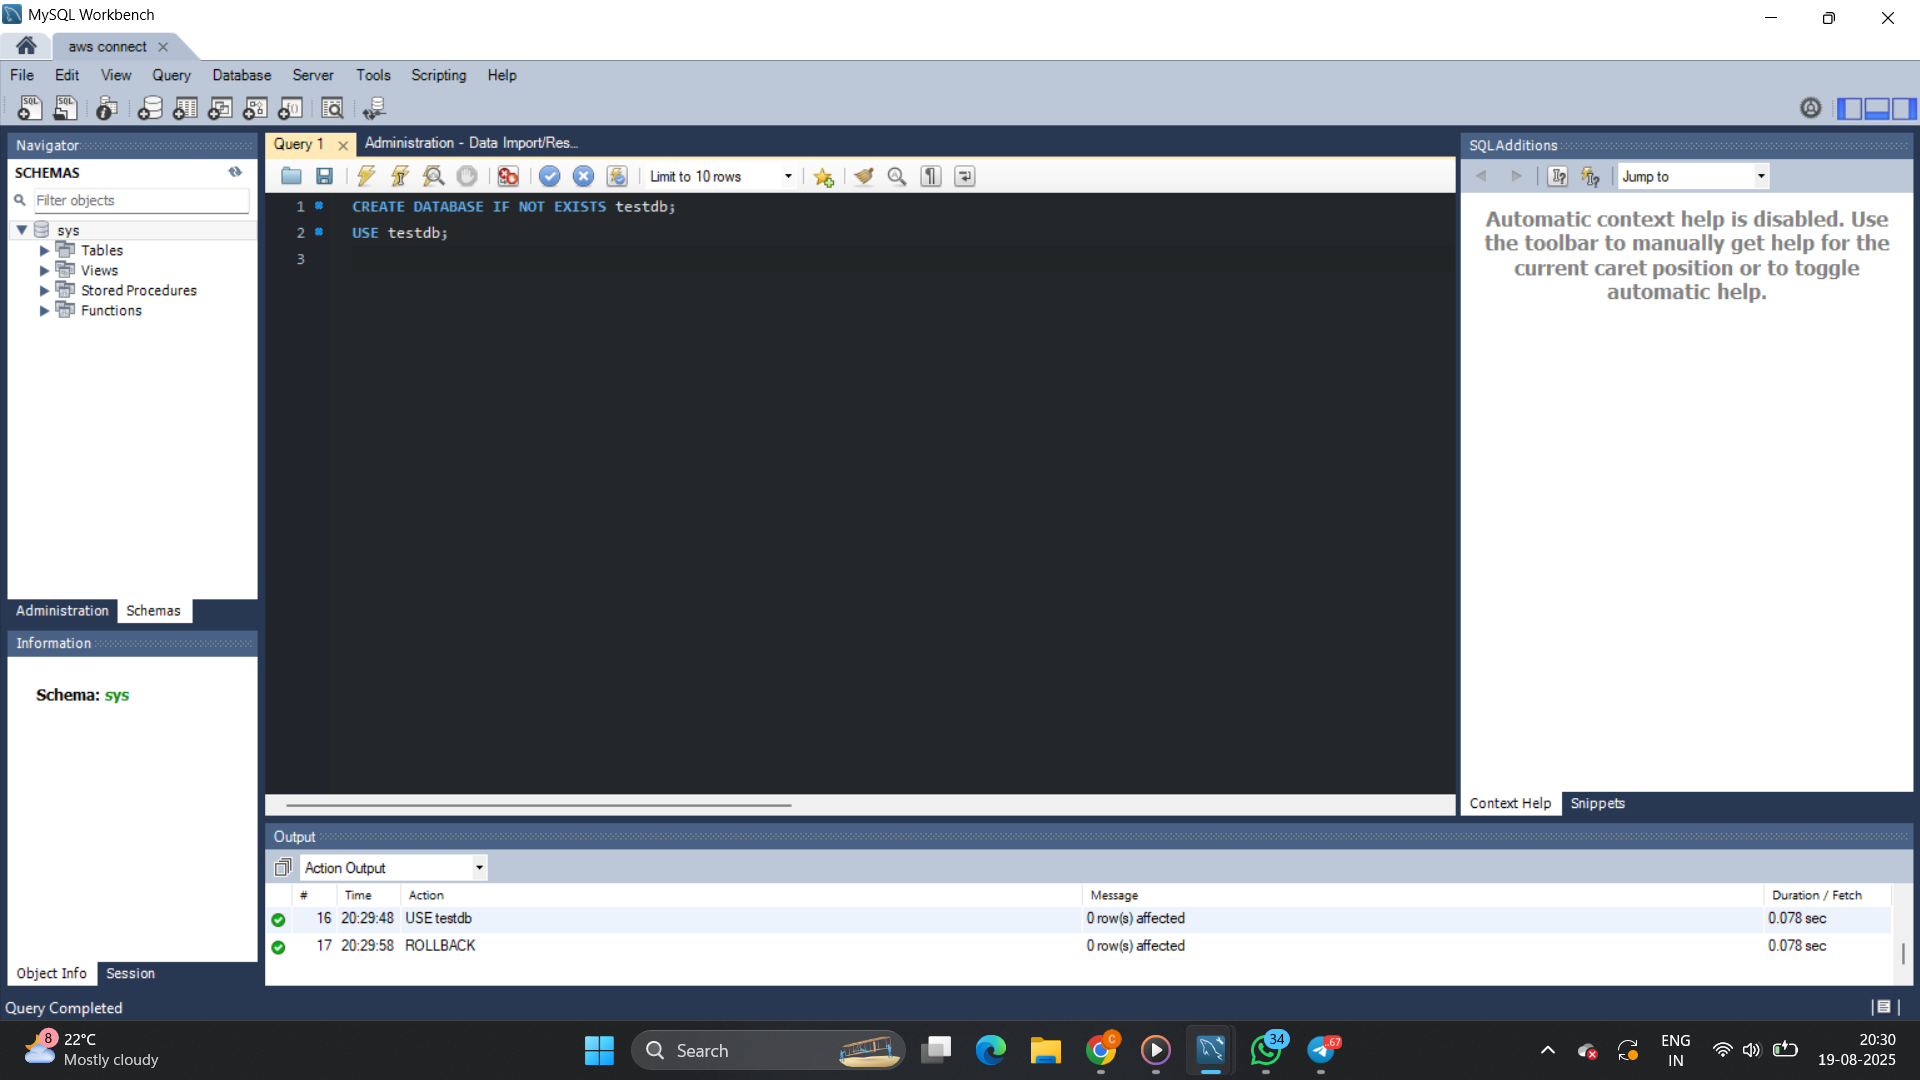 MySQL Workbench
aws connect
File Edit View Query Database Server Tools Scripting Help
Navigator
SCHEMAS
Filter objects
sys
Tables
Views
Stored Procedures
Functions
Administration Schemas
Information
Schema: sys
Object Info Session
Query 1 Administration - Data Import/Res...
Limit to 10 rows
1 CREATE DATABASE IF NOT EXISTS testdb;
2 USE testdb;
3
SQLAdditions
Jump to
Automatic context help is disabled. Use
the toolbar to manually get help for the
current caret position or to toggle
automatic help.
Context Help Snippets
Output
Action Output
# Time Action Message Duration / Fetch
16 20:29:48 USE testdb 0 row(s) affected 0.078 sec
17 20:29:58 ROLLBACK 0 row(s) affected 0.078 sec
Query Completed
8
22°C
Mostly cloudy
Search
C
34
.67
ENG
IN
20:30
19-08-2025